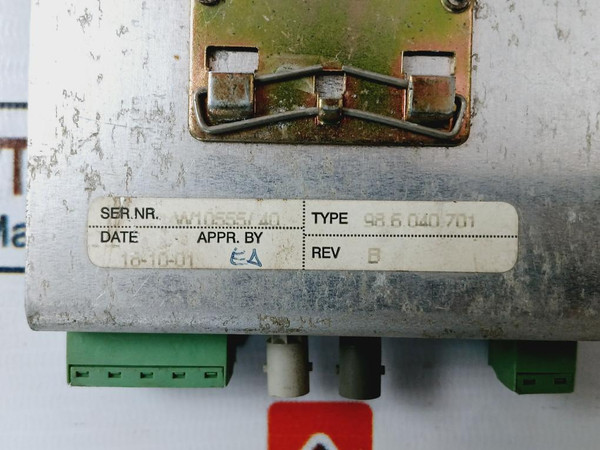 SER.NR. W10555/40 TYPE 98.6.040.701
DATE APPR. BY REV B
18-10-01 EA